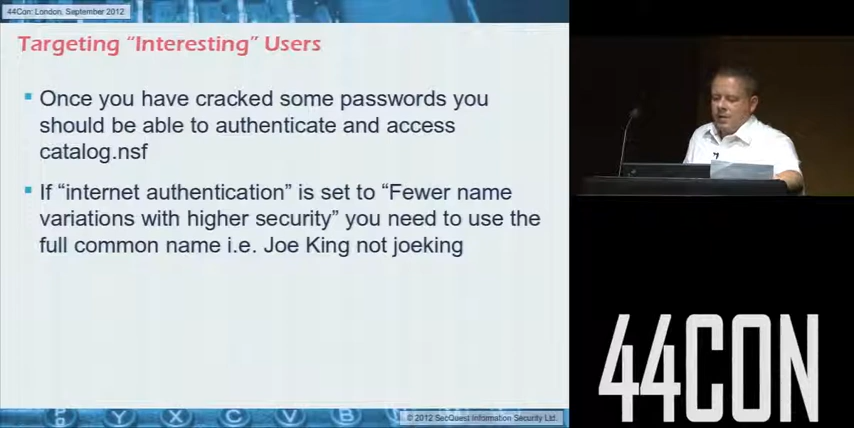 44Con: London, September 2012
Targeting “Interesting” Users
Once you have cracked some passwords you
should be able to authenticate and access
catalog.nsf
If “internet authentication” is set to “Fewer name
variations with higher security” you need to use the
full common name i.e. Joe King not joeking
Y X C V B
© 2012 SecQuest Information Security Ltd.
44CON